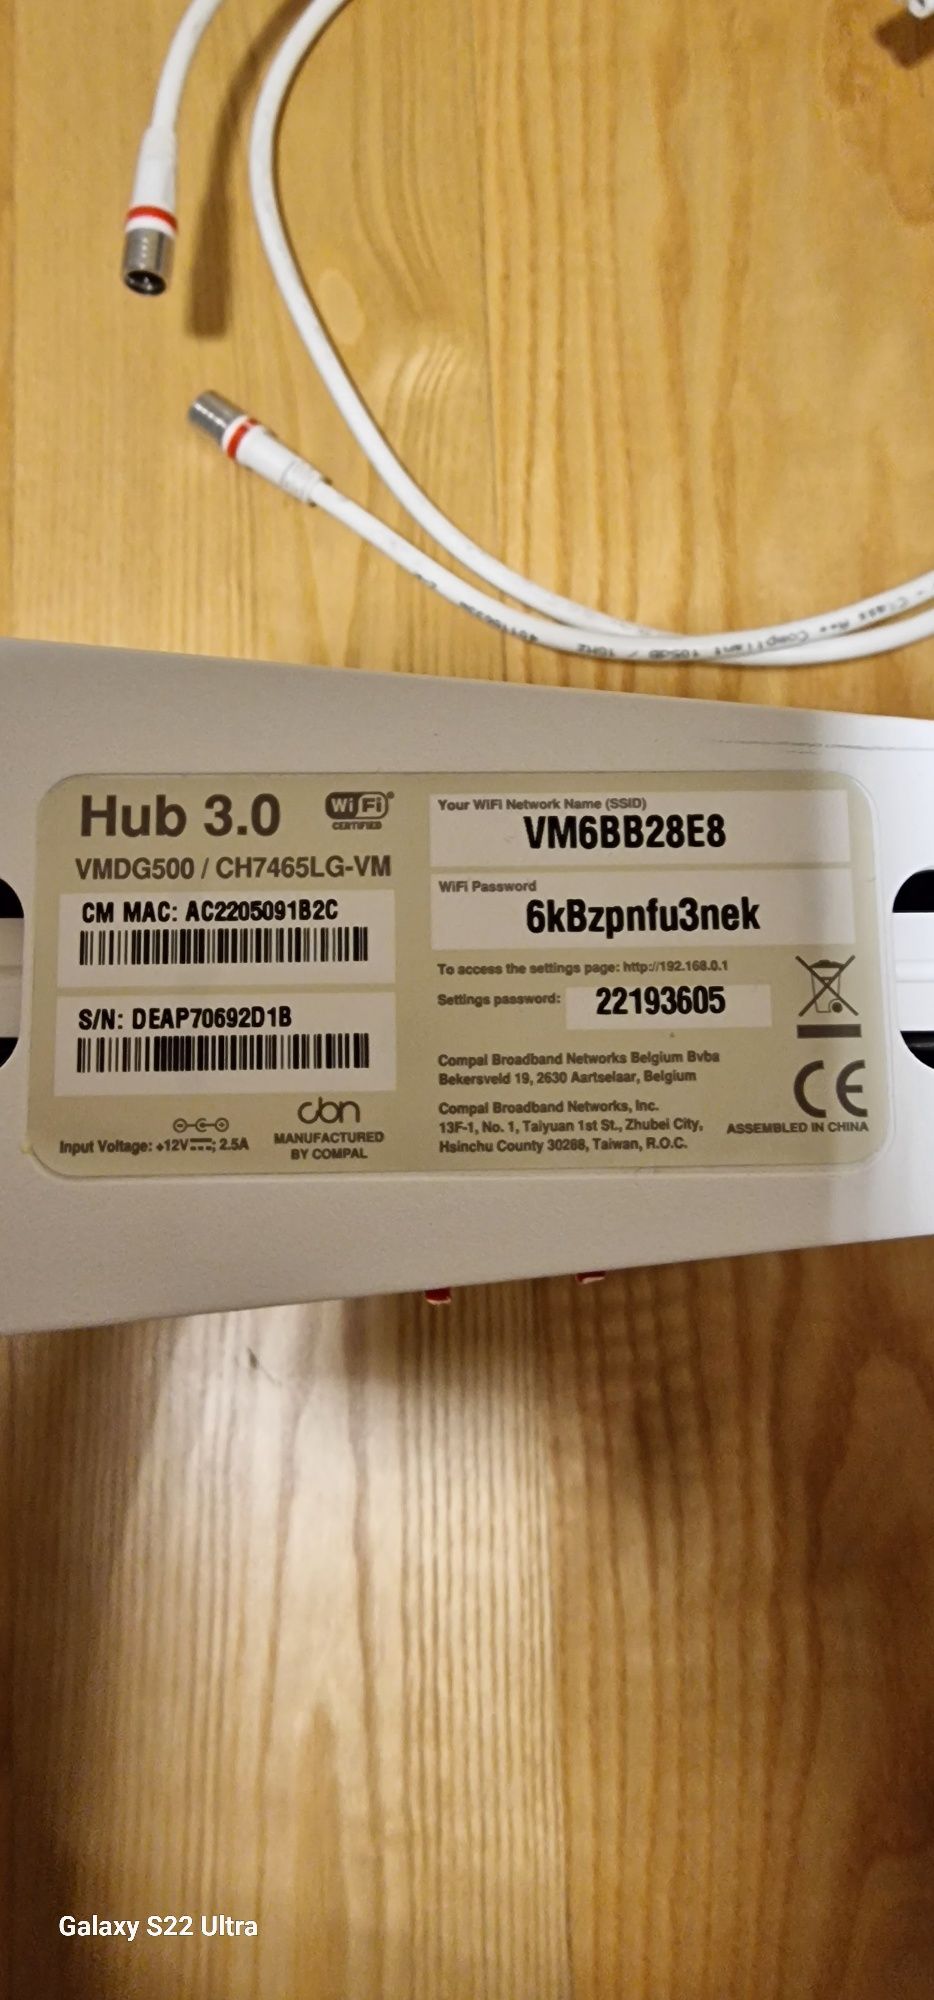 1GHz / 105dB Compliant Class A++
Hub 3.0
WiFi
CERTIFIED
VMDG500 / CH7465LG-VM
CM MAC: AC2205091B2C
S/N: DEAP70692D1B
Input Voltage: +12V⎓; 2.5A
cbn
MANUFACTURED
BY COMPAL
Your WiFi Network Name (SSID)
VM6BB28E8
WiFi Password
6kBzpnfu3nek
To access the settings page: http://192.168.0.1
Settings password: 22193605
Compal Broadband Networks Belgium Bvba
Bekersveld 19, 2630 Aartselaar, Belgium
Compal Broadband Networks, Inc.
13F-1, No. 1, Taiyuan 1st St., Zhubei City,
Hsinchu County 30288, Taiwan, R.O.C.
CE
ASSEMBLED IN CHINA
Galaxy S22 Ultra